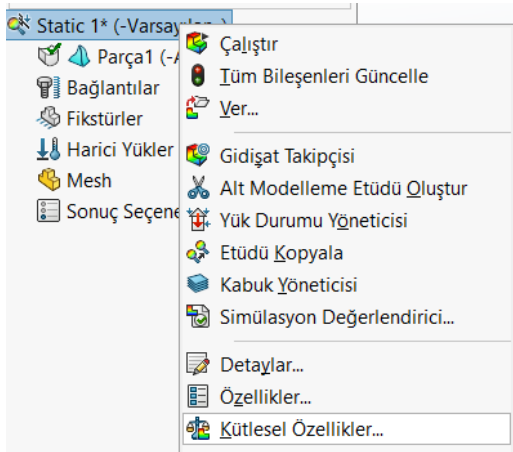 Static 1* (-Varsayılan-)
Parça1 (-
Bağlantılar
Fikstürler
Harici Yükler
Mesh
Sonuç Seçene
Çalıştır
Tüm Bileşenleri Güncelle
Ver...
Gidişat Takipçisi
Alt Modelleme Etüdü Oluştur
Yük Durumu Yöneticisi
Etüdü Kopyala
Kabuk Yöneticisi
Simülasyon Değerlendirici...
Detaylar...
Özellikler...
Kütlesel Özellikler...